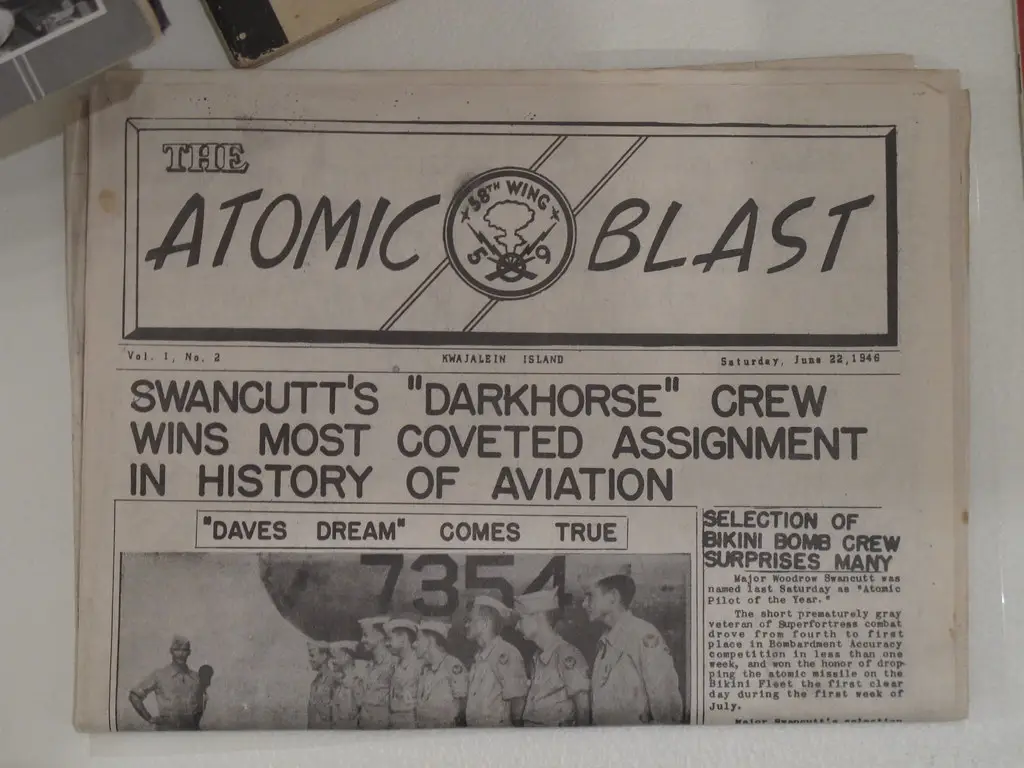 THE
ATOMIC BLAST
58TH WING
5 9
Vol. 1, No. 2 KWAJALEIN ISLAND Saturday, June 22, 1946
SWANCUTT'S "DARKHORSE" CREW
WINS MOST COVETED ASSIGNMENT
IN HISTORY OF AVIATION
"DAVES DREAM" COMES TRUE
7354
SELECTION OF
BIKINI BOMB CREW
SURPRISES MANY
Major Woodrow Swancutt was
named last Saturday as "Atomic
Pilot of the Year."
The short prematurely gray
veteran of Superfortress combat
drove from fourth to first
place in Bombardment Accuracy
competition in less than one
week, and won the honor of drop-
ping the atomic missile on the
Bikini Fleet the first clear
day during the first week of
July.
Major Swancutt's selection